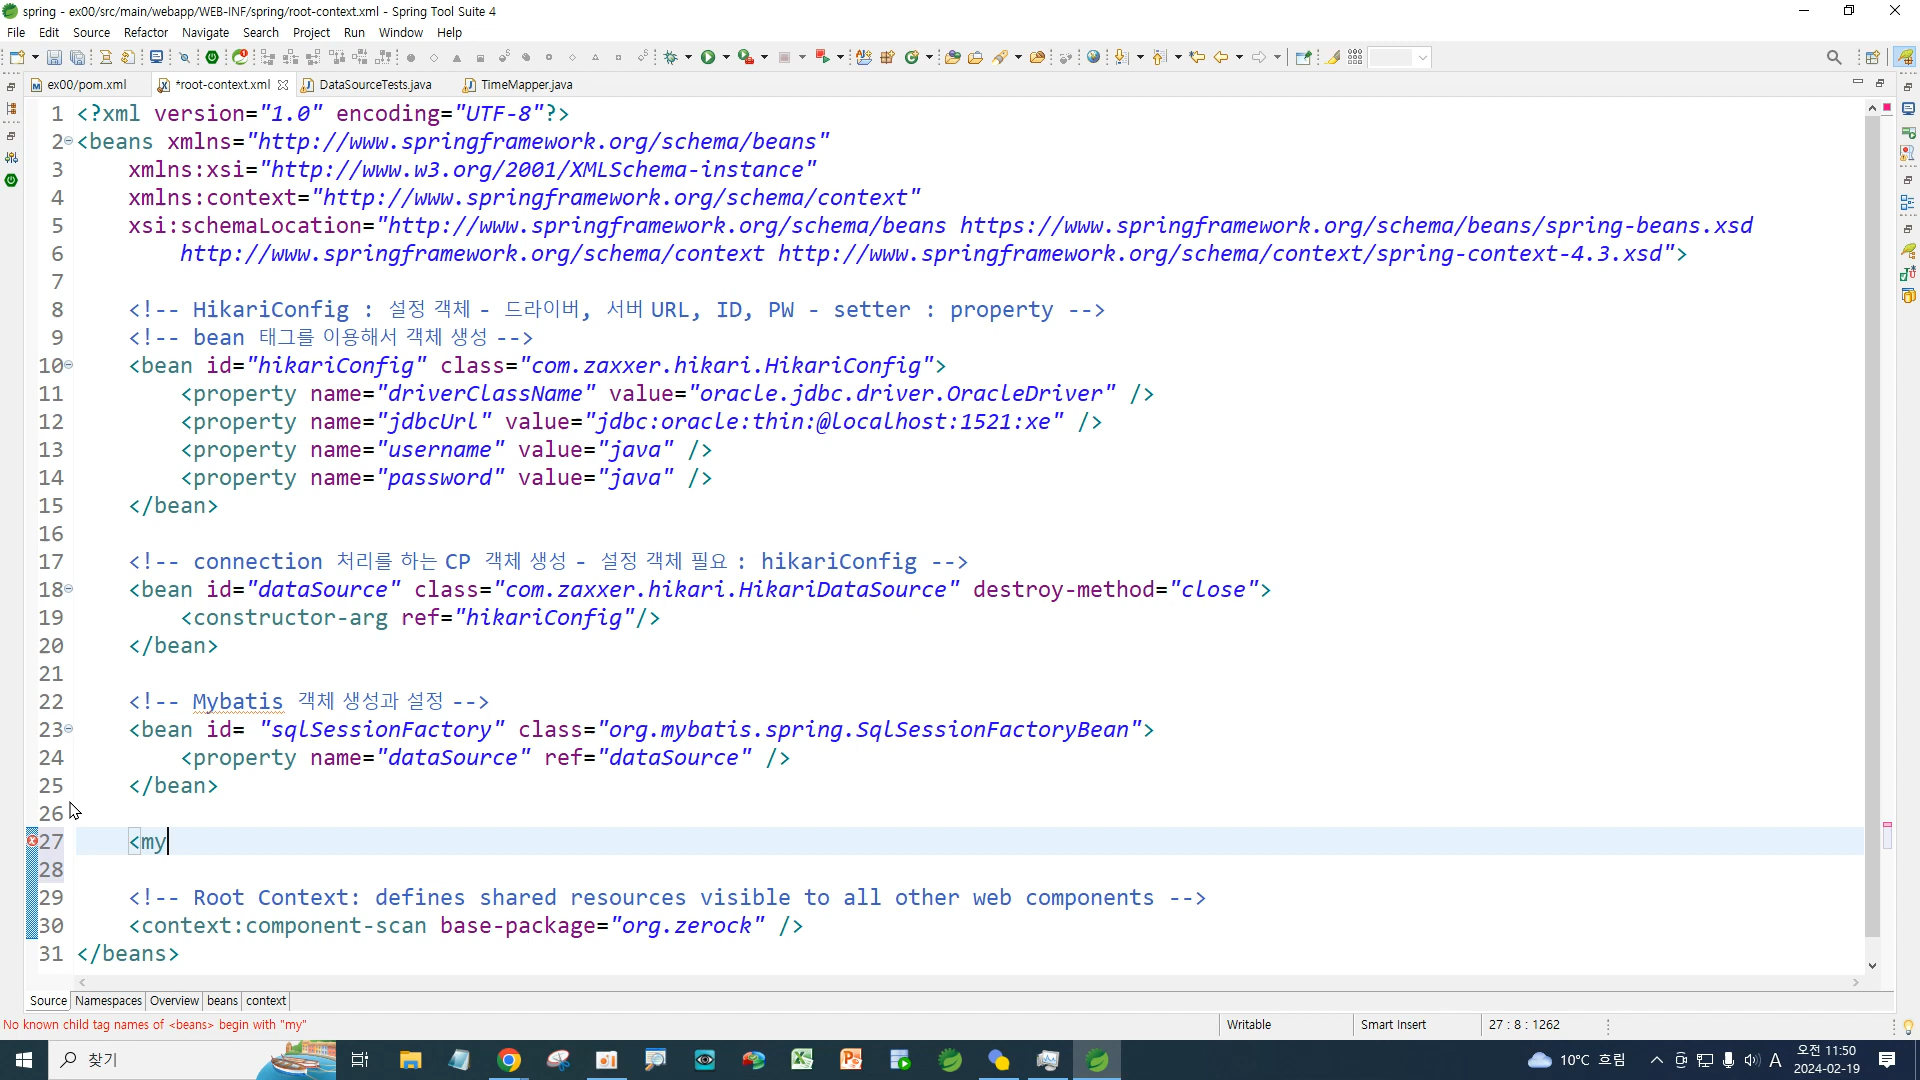 spring - ex00/src/main/webapp/WEB-INF/spring/root-context.xml - Spring Tool Suite 4
File Edit Source Refactor Navigate Search Project Run Window Help
ex00/pom.xml *root-context.xml DataSourceTests.java TimeMapper.java
1 <?xml version="1.0" encoding="UTF-8"?>
2 <beans xmlns="http://www.springframework.org/schema/beans"
3 xmlns:xsi="http://www.w3.org/2001/XMLSchema-instance"
4 xmlns:context="http://www.springframework.org/schema/context"
5 xsi:schemaLocation="http://www.springframework.org/schema/beans https://www.springframework.org/schema/beans/spring-beans.xsd
6 http://www.springframework.org/schema/context http://www.springframework.org/schema/context/spring-context-4.3.xsd">
7
8 <!-- HikariConfig : 설정 객체 - 드라이버, 서버 URL, ID, PW - setter : property -->
9 <!-- bean 태그를 이용해서 객체 생성 -->
10 <bean id="hikariConfig" class="com.zaxxer.hikari.HikariConfig">
11 <property name="driverClassName" value="oracle.jdbc.driver.OracleDriver" />
12 <property name="jdbcUrl" value="jdbc:oracle:thin:@localhost:1521:xe" />
13 <property name="username" value="java" />
14 <property name="password" value="java" />
15 </bean>
16
17 <!-- connection 처리를 하는 CP 객체 생성 - 설정 객체 필요 : hikariConfig -->
18 <bean id="dataSource" class="com.zaxxer.hikari.HikariDataSource" destroy-method="close">
19 <constructor-arg ref="hikariConfig"/>
20 </bean>
21
22 <!-- Mybatis 객체 생성과 설정 -->
23 <bean id= "sqlSessionFactory" class="org.mybatis.spring.SqlSessionFactoryBean">
24 <property name="dataSource" ref="dataSource" />
25 </bean>
26
27 <my
28
29 <!-- Root Context: defines shared resources visible to all other web components -->
30 <context:component-scan base-package="org.zerock" />
31 </beans>
Source Namespaces Overview beans context
No known child tag names of <beans> begin with "my" Writable Smart Insert 27 : 8 : 1262
찾기 10°C 흐림 A 오전 11:50
2024-02-19